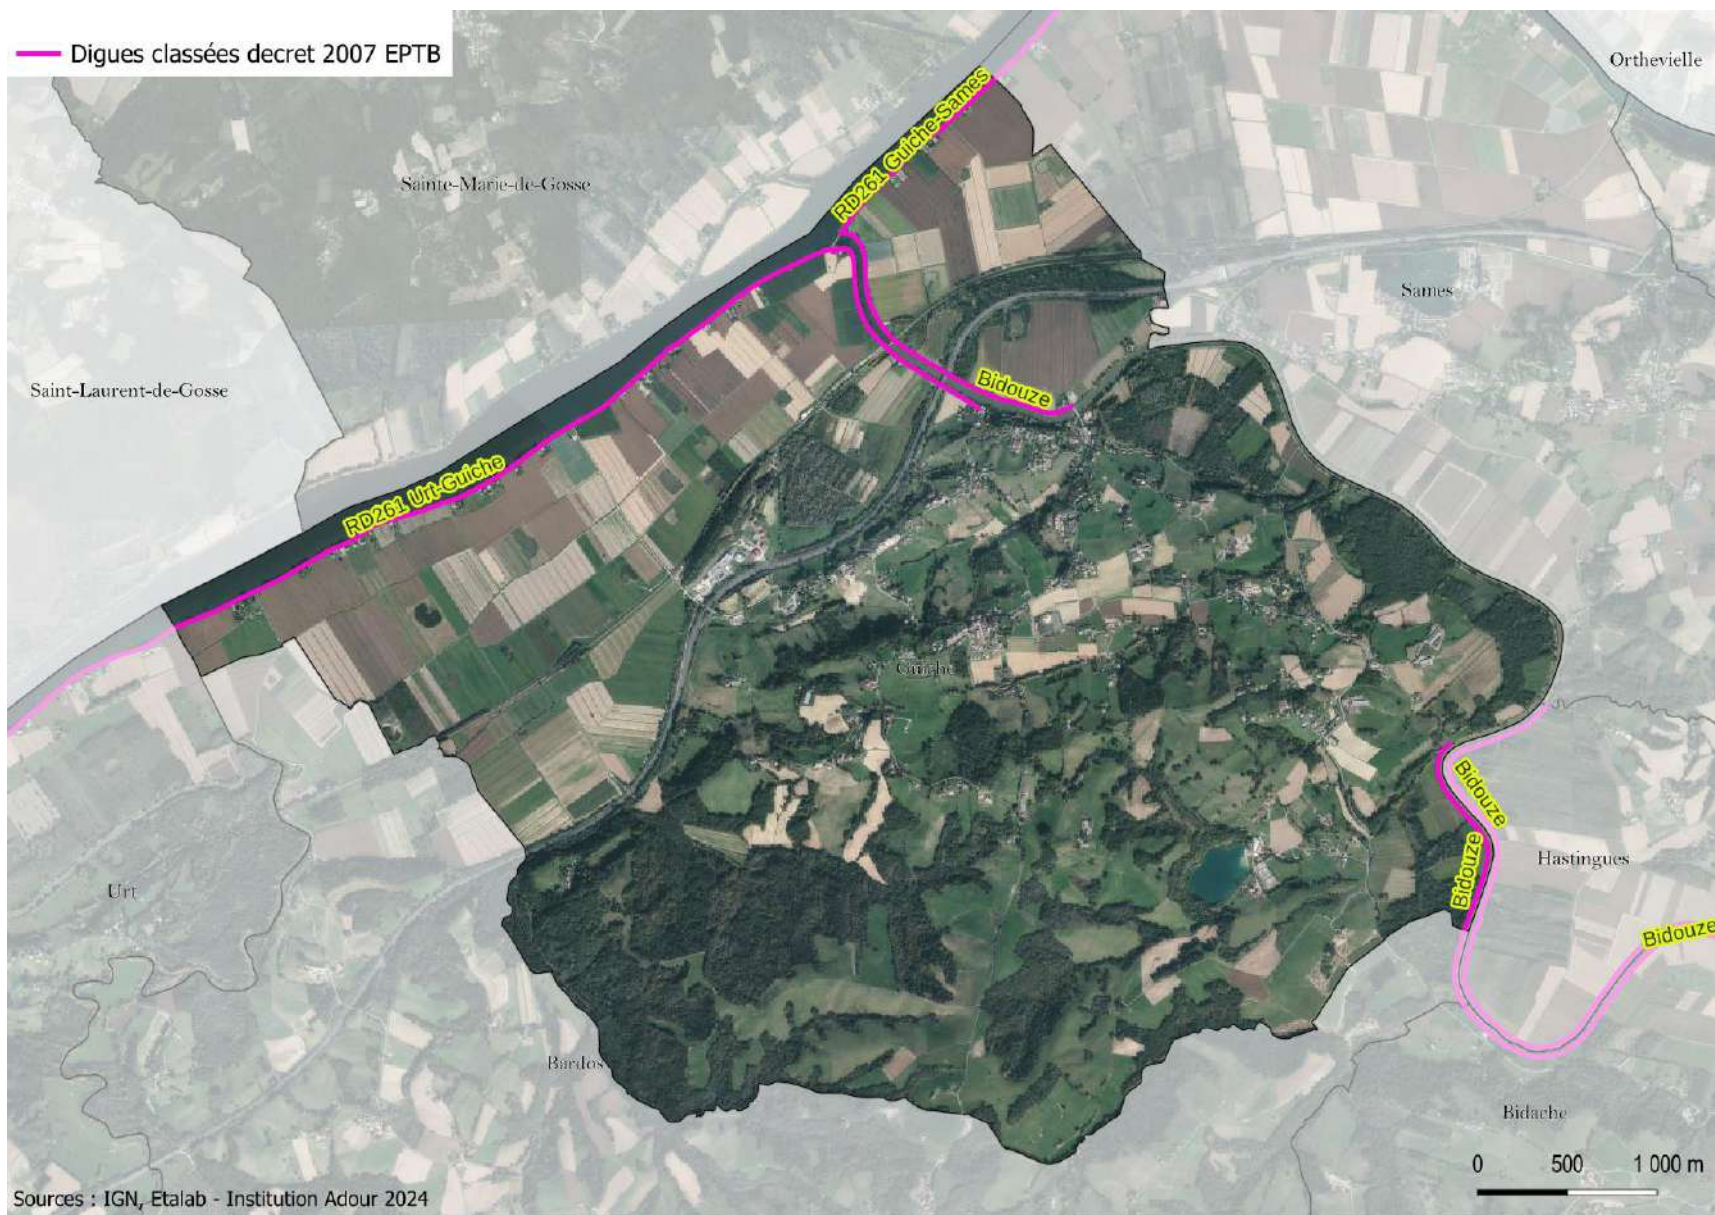 Digues classées decret 2007 EPTB
Orthevielle
RD261 Guiche-Sames
Sainte-Marie-de-Gosse
Sames
Saint-Laurent-de-Gosse
Bidouze
RD261 Urt-Guiche
Guiche
Bidouze
Bidouze
Hastingues
Urt
Bidouze
Bardos
Bidache
0 500 1 000 m
Sources : IGN, Etalab - Institution Adour 2024